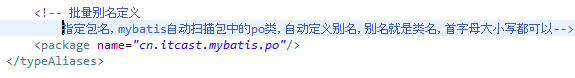 <!-- 批量别名定义
指定包名，mybatis自动扫描包中的po类，自动定义别名，别名就是类名，首字母大小写都可以-->
<package name="cn.itcast.mybatis.po"/>
</typeAliases>